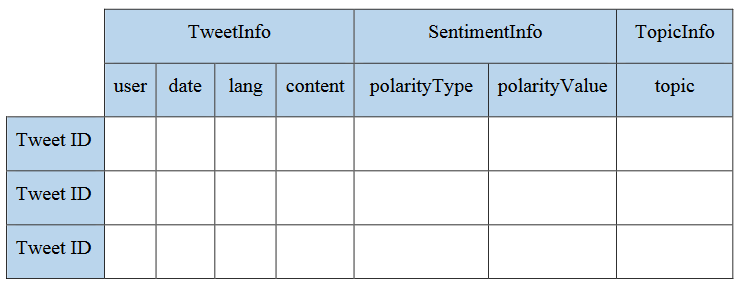 TweetInfo SentimentInfo TopicInfo
user date lang content polarityType polarityValue topic
Tweet ID
Tweet ID
Tweet ID